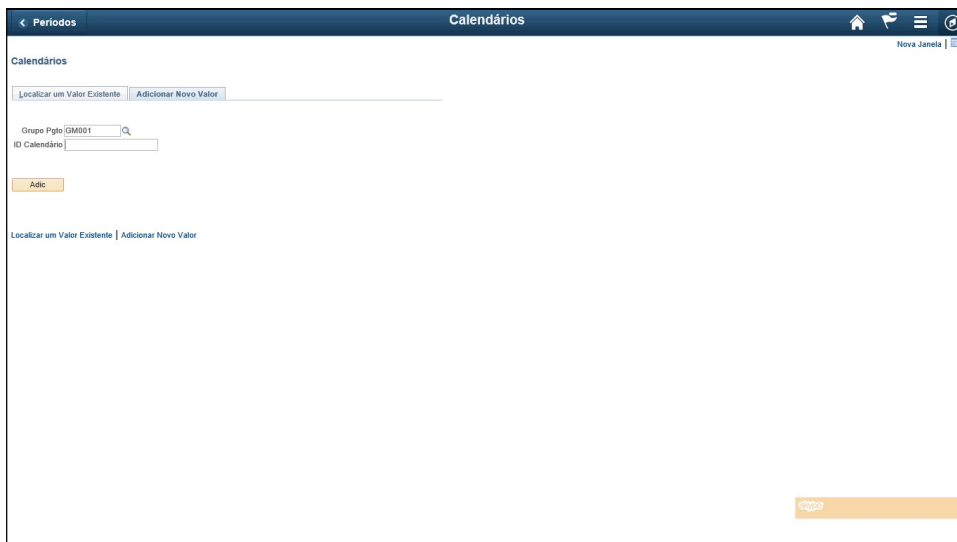 Periodos
Calendários
Nova Janela |
Calendários
Localizar um Valor Existente
Adicionar Novo Valor
Grupo Pgto GM001
ID Calendário
Adic
Localizar um Valor Existente | Adicionar Novo Valor